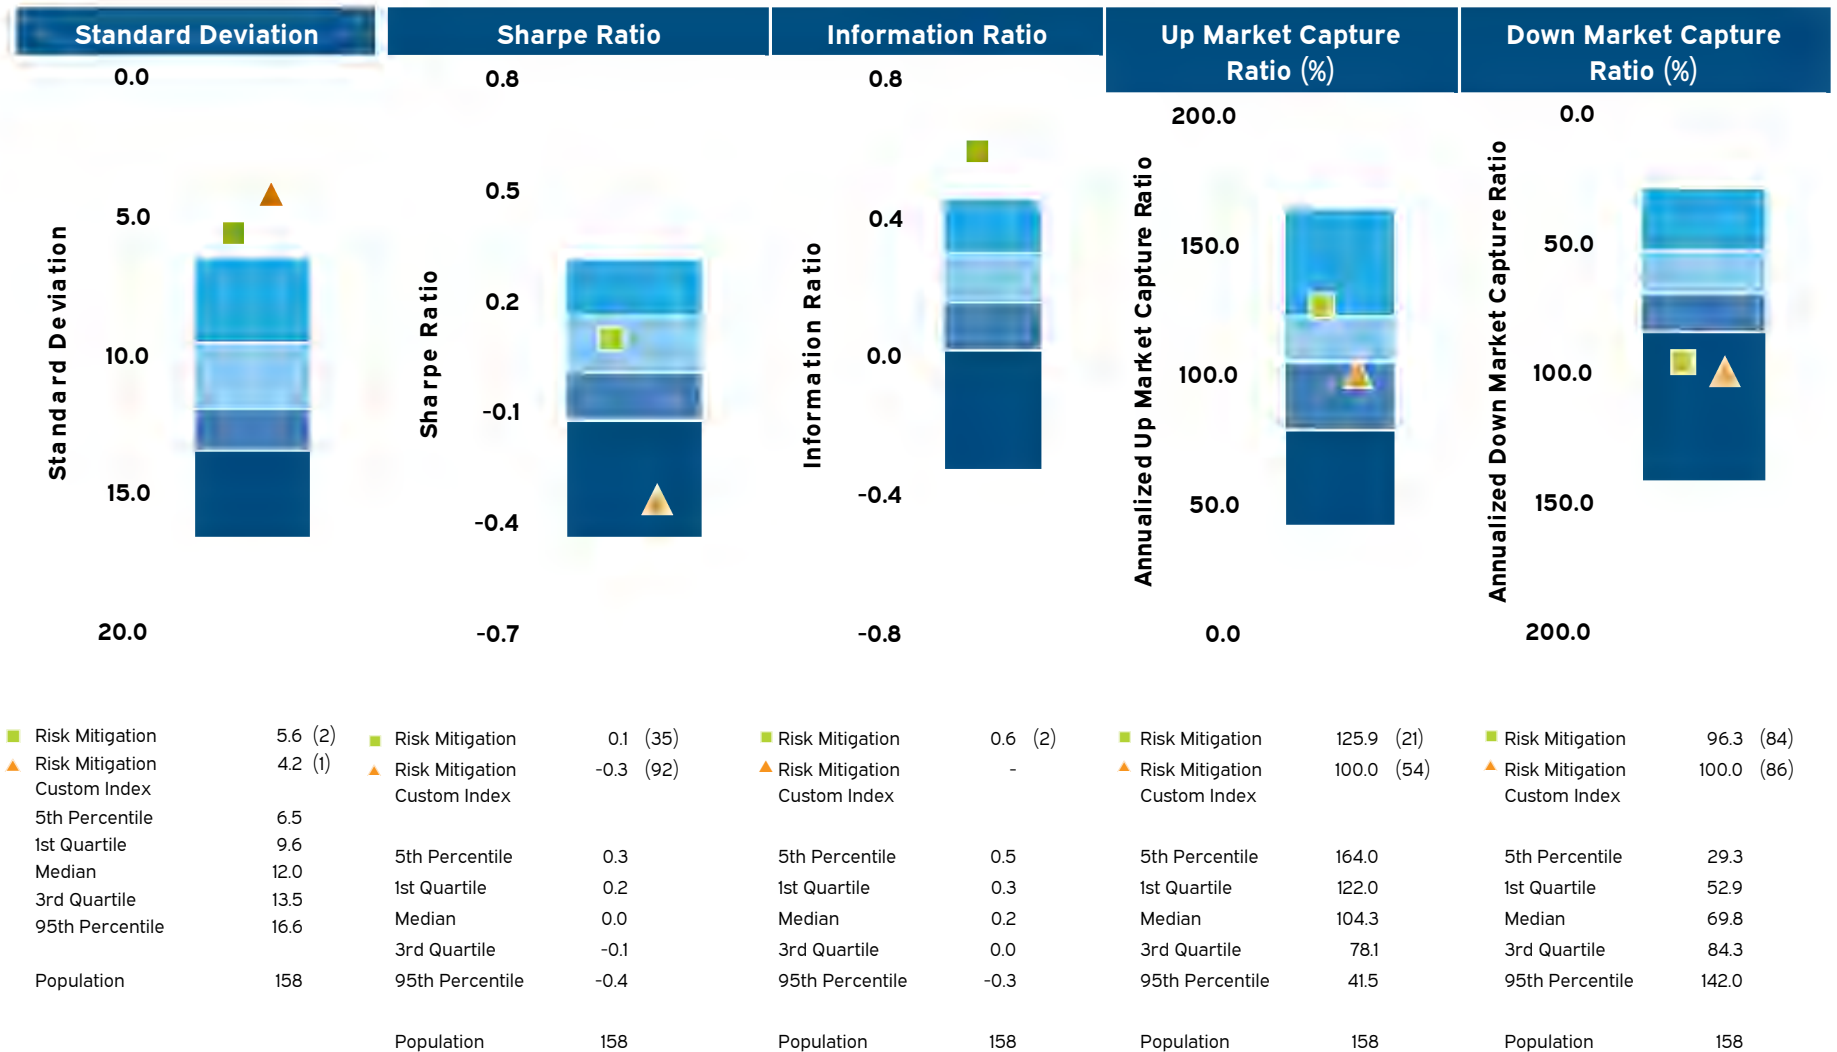 Standard Deviation
0.0
5.0
10.0
15.0
20.0
Standard Deviation
Risk Mitigation 5.6 (2)
Risk Mitigation 4.2 (1)
Custom Index
5th Percentile 6.5
1st Quartile 9.6
Median 12.0
3rd Quartile 13.5
95th Percentile 16.6
Population 158
Sharpe Ratio
0.8
0.5
0.2
-0.1
-0.4
-0.7
Sharpe Ratio
Risk Mitigation 0.1 (35)
Risk Mitigation -0.3 (92)
Custom Index
5th Percentile 0.3
1st Quartile 0.2
Median 0.0
3rd Quartile -0.1
95th Percentile -0.4
Population 158
Information Ratio
0.8
0.4
0.0
-0.4
-0.8
Information Ratio
Risk Mitigation 0.6 (2)
Risk Mitigation -
Custom Index
5th Percentile 0.5
1st Quartile 0.3
Median 0.2
3rd Quartile 0.0
95th Percentile -0.3
Population 158
Up Market Capture
Ratio (%)
200.0
150.0
100.0
50.0
0.0
Annualized Up Market Capture Ratio
Risk Mitigation 125.9 (21)
Risk Mitigation 100.0 (54)
Custom Index
5th Percentile 164.0
1st Quartile 122.0
Median 104.3
3rd Quartile 78.1
95th Percentile 41.5
Population 158
Down Market Capture
Ratio (%)
0.0
50.0
100.0
150.0
200.0
Annualized Down Market Capture Ratio
Risk Mitigation 96.3 (84)
Risk Mitigation 100.0 (86)
Custom Index
5th Percentile 29.3
1st Quartile 52.9
Median 69.8
3rd Quartile 84.3
95th Percentile 142.0
Population 158